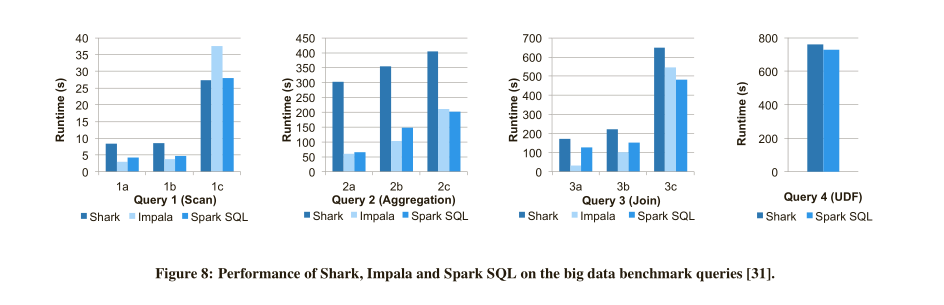 40
35
30
25
20
15
10
5
0
Runtime (s)
1a 1b 1c
Query 1 (Scan)
Shark Impala Spark SQL
450
400
350
300
250
200
150
100
50
0
Runtime (s)
2a 2b 2c
Query 2 (Aggregation)
Shark Impala Spark SQL
700
600
500
400
300
200
100
0
Runtime (s)
3a 3b 3c
Query 3 (Join)
Shark Impala Spark SQL
800
600
400
200
0
Runtime (s)
Query 4 (UDF)
Shark Spark SQL
Figure 8: Performance of Shark, Impala and Spark SQL on the big data benchmark queries [31].